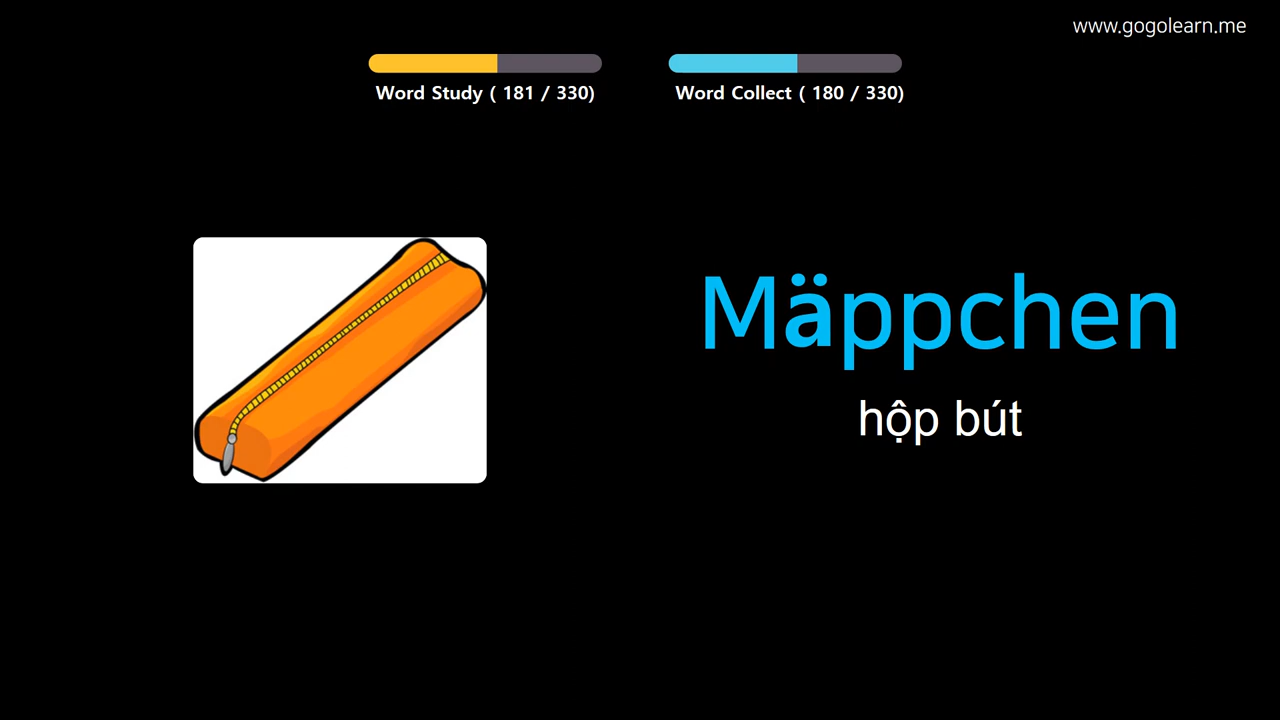 www.gogolearn.me
Word Study ( 181 / 330)
Word Collect ( 180 / 330)
Mäppchen
hộp bút